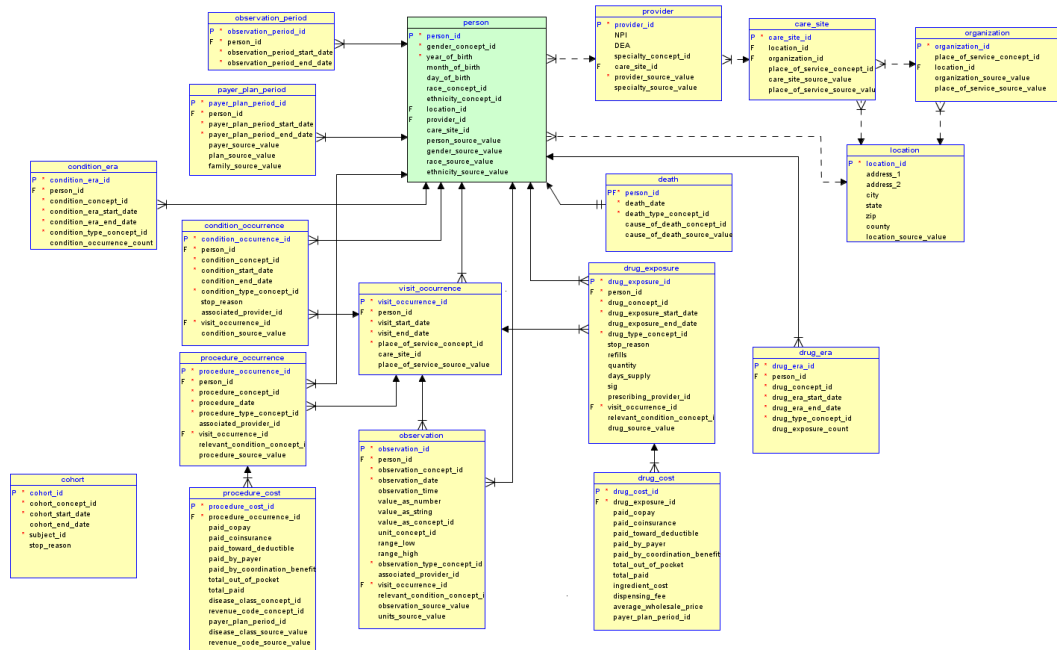 observation_period
P * observation_period_id
F * person_id
* observation_period_start_date
* observation_period_end_date
person
P * person_id
* gender_concept_id
* year_of_birth
month_of_birth
day_of_birth
race_concept_id
ethnicity_concept_id
F location_id
F provider_id
care_site_id
person_source_value
gender_source_value
race_source_value
ethnicity_source_value
provider
P * provider_id
NPI
DEA
specialty_concept_id
F care_site_id
* provider_source_value
specialty_source_value
care_site
P * care_site_id
F location_id
F organization_id
place_of_service_concept_id
care_site_source_value
place_of_service_source_value
organization
P * organization_id
place_of_service_concept_id
F location_id
organization_source_value
place_of_service_source_value
payer_plan_period
P * payer_plan_period_id
F * person_id
* payer_plan_period_start_date
* payer_plan_period_end_date
payer_source_value
plan_source_value
family_source_value
location
P * location_id
address_1
address_2
city
state
zip
county
location_source_value
condition_era
P * condition_era_id
F * person_id
* condition_concept_id
* condition_era_start_date
* condition_era_end_date
* condition_type_concept_id
condition_occurrence_count
death
PF * person_id
* death_date
* death_type_concept_id
cause_of_death_concept_id
cause_of_death_source_value
condition_occurrence
P * condition_occurrence_id
F * person_id
* condition_concept_id
* condition_start_date
condition_end_date
* condition_type_concept_id
stop_reason
associated_provider_id
F * visit_occurrence_id
condition_source_value
visit_occurrence
P * visit_occurrence_id
F * person_id
* visit_start_date
* visit_end_date
* place_of_service_concept_id
care_site_id
place_of_service_source_value
drug_exposure
P * drug_exposure_id
F * person_id
* drug_concept_id
* drug_exposure_start_date
drug_exposure_end_date
* drug_type_concept_id
stop_reason
refills
quantity
days_supply
sig
prescribing_provider_id
F * visit_occurrence_id
relevant_condition_concept_i
drug_source_value
drug_era
P * drug_era_id
F * person_id
* drug_concept_id
* drug_era_start_date
* drug_era_end_date
* drug_type_concept_id
drug_exposure_count
procedure_occurrence
P * procedure_occurrence_id
F * person_id
* procedure_concept_id
* procedure_date
* procedure_type_concept_id
associated_provider_id
F * visit_occurrence_id
relevant_condition_concept_i
procedure_source_value
observation
P * observation_id
F * person_id
* observation_concept_id
* observation_date
observation_time
value_as_number
value_as_string
value_as_concept_id
unit_concept_id
range_low
range_high
* observation_type_concept_id
associated_provider_id
F * visit_occurrence_id
relevant_condition_concept_i
observation_source_value
units_source_value
cohort
P * cohort_id
* cohort_concept_id
* cohort_start_date
cohort_end_date
* subject_id
stop_reason
procedure_cost
P * procedure_cost_id
F * procedure_occurrence_id
paid_copay
paid_coinsurance
paid_toward_deductible
paid_by_payer
paid_by_coordination_benefit
total_out_of_pocket
total_paid
disease_class_concept_id
revenue_code_concept_id
payer_plan_period_id
disease_class_source_value
revenue_code_source_value
drug_cost
P * drug_cost_id
F * drug_exposure_id
paid_copay
paid_coinsurance
paid_toward_deductible
paid_by_payer
paid_by_coordination_benefit
total_out_of_pocket
total_paid
ingredient_cost
dispensing_fee
average_wholesale_price
payer_plan_period_id